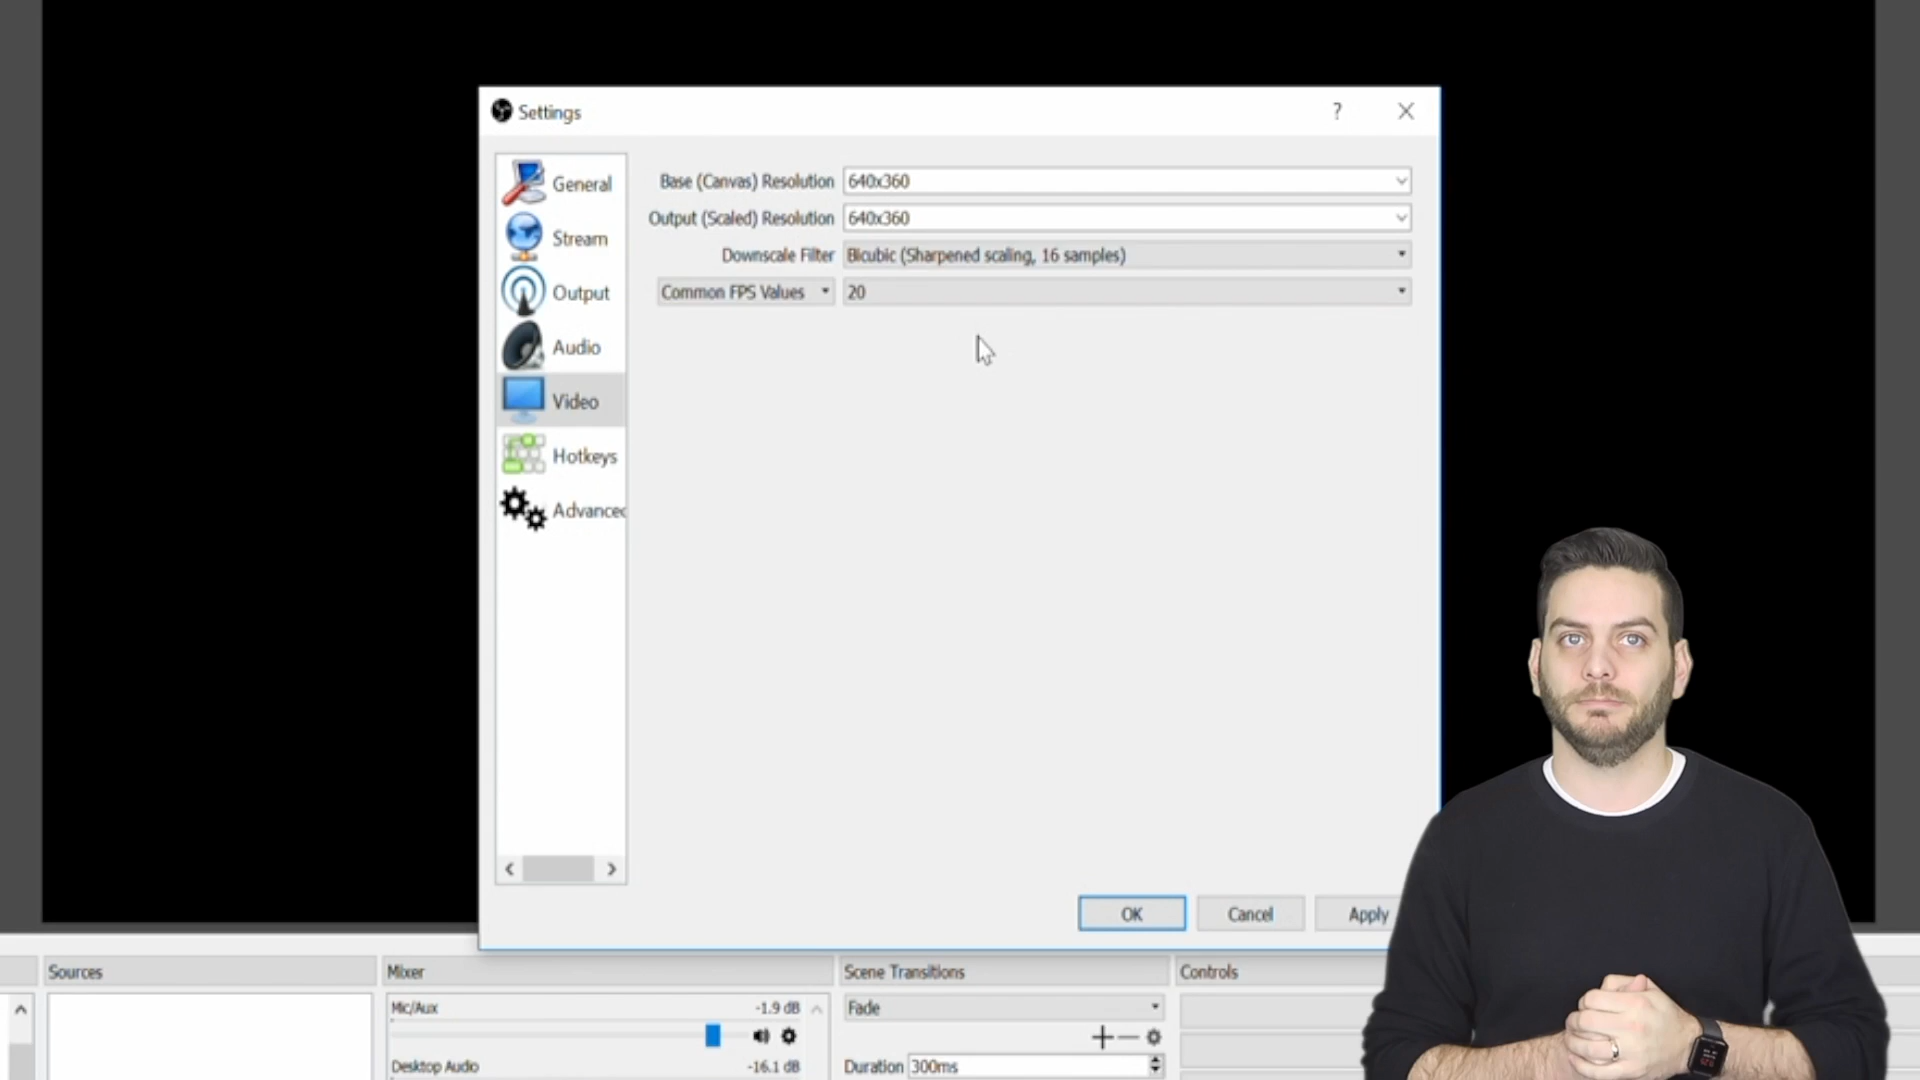 Settings
?
General
Stream
Output
Audio
Video
Hotkeys
Advanced
Base (Canvas) Resolution 640x360
Output (Scaled) Resolution 640x360
Downscale Filter Bicubic (Sharpened scaling, 16 samples)
Common FPS Values 20
OK Cancel Apply
Sources
Mixer
Scene Transitions
Controls
Mic/Aux -1.9 dB
Desktop Audio -16.1 dB
Fade
Duration 300ms